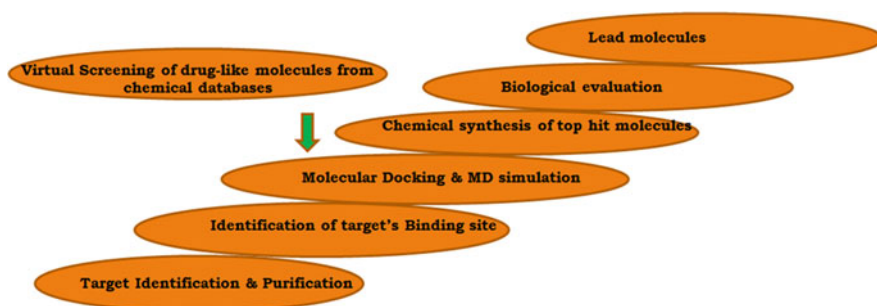 Lead molecules
Virtual Screening of drug-like molecules from
chemical databases
Biological evaluation
Chemical synthesis of top hit molecules
Molecular Docking & MD simulation
Identification of target's Binding site
Target Identification & Purification